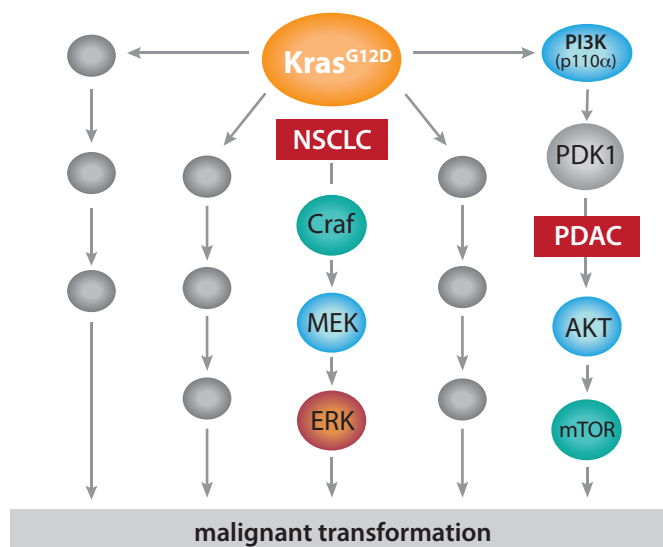 Kras^G12D
PI3K
(p110α)
NSCLC
PDK1
Craf
PDAC
MEK
AKT
ERK
mTOR
malignant transformation